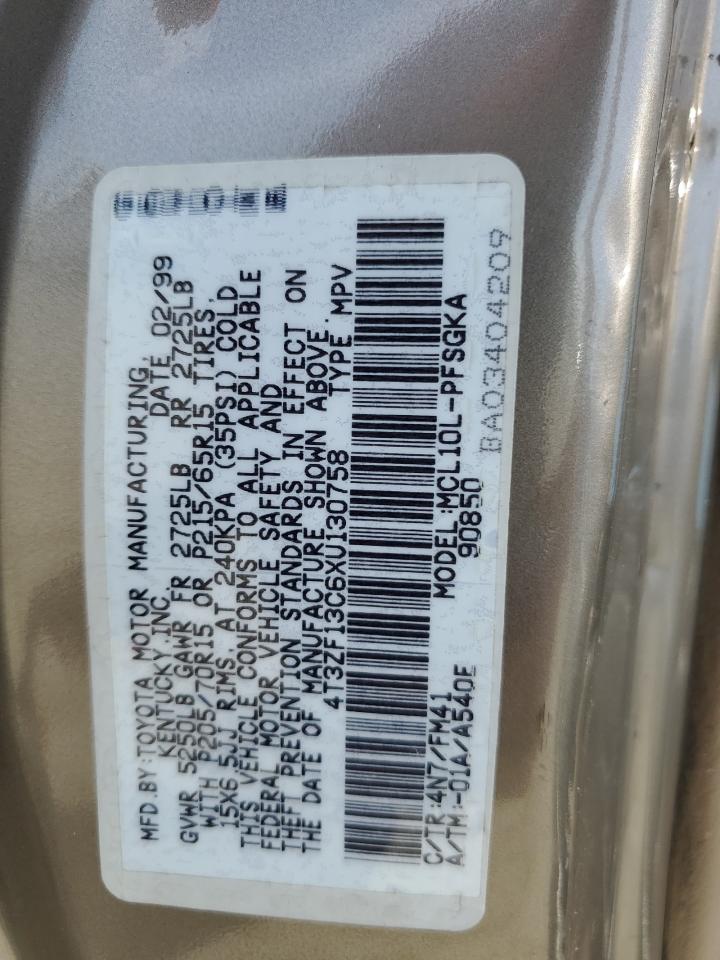 MFD.BY:TOYOTA MOTOR MANUFACTURING,
KENTUCKY,INC. DATE 02/99
GVWR 5250LB GAWR FR 2725LB RR 2725LB
WITH P205/70R15 OR P215/65R15 TIRES,
15X6.5JJ RIMS, AT 240KPA (35PSI) COLD
THIS VEHICLE CONFORMS TO ALL APPLICABLE
FEDERAL MOTOR VEHICLE SAFETY AND
THEFT PREVENTION STANDARDS IN EFFECT ON
THE DATE OF MANUFACTURE SHOWN ABOVE.
4T3ZF13C6XU130758 TYPE MPV
C/TR:4N7/FM41 MODEL:MCL10L-PFSGKA
A/TM:-01A/A540E 90850
BA03404209